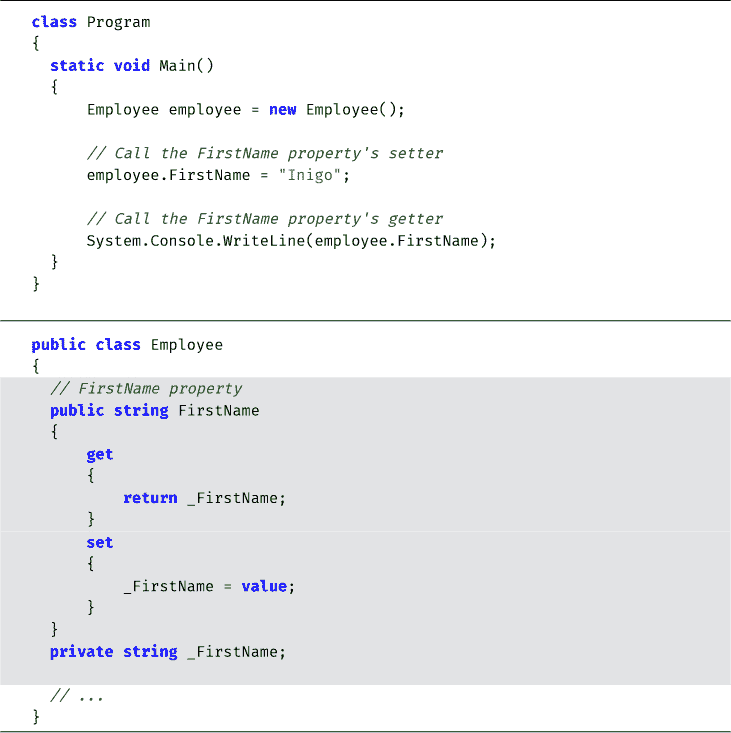 class Program
{
  static void Main()
  {
      Employee employee = new Employee();

      // Call the FirstName property's setter
      employee.FirstName = "Inigo";

      // Call the FirstName property's getter
      System.Console.WriteLine(employee.FirstName);
  }
}

public class Employee
{
  // FirstName property
  public string FirstName
  {
      get
      {
          return _FirstName;
      }
      set
      {
          _FirstName = value;
      }
  }
  private string _FirstName;

  // ...
}